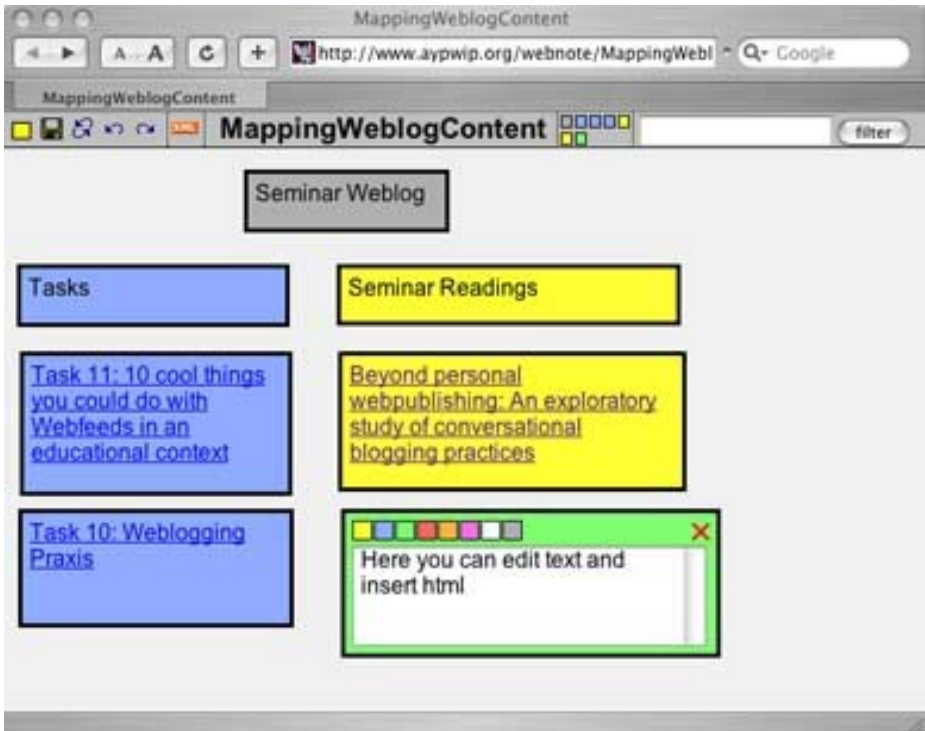 MappingWeblogContent
A A
http://www.aypwip.org/webnote/MappingWebl
Google
MappingWeblogContent
XML
MappingWeblogContent
filter
Seminar Weblog
Tasks
Seminar Readings
Task 11: 10 cool things
you could do with
Webfeeds in an
educational context
Beyond personal
webpublishing: An exploratory
study of conversational
blogging practices
Task 10: Weblogging
Praxis
Here you can edit text and
insert html